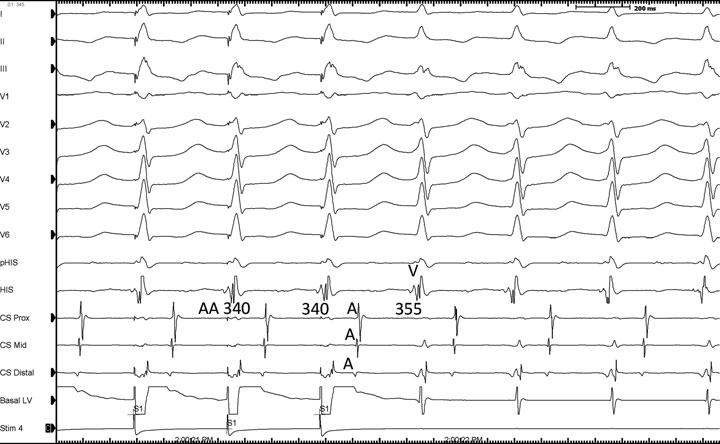 I
200 ms
II
III
V1
V2
V3
V4
V5
V6
pHIS
V
HIS
AA 340 340 A 355
CS Prox
A
CS Mid
A
CS Distal
Basal LV
S1 S1 S1
Stim 4